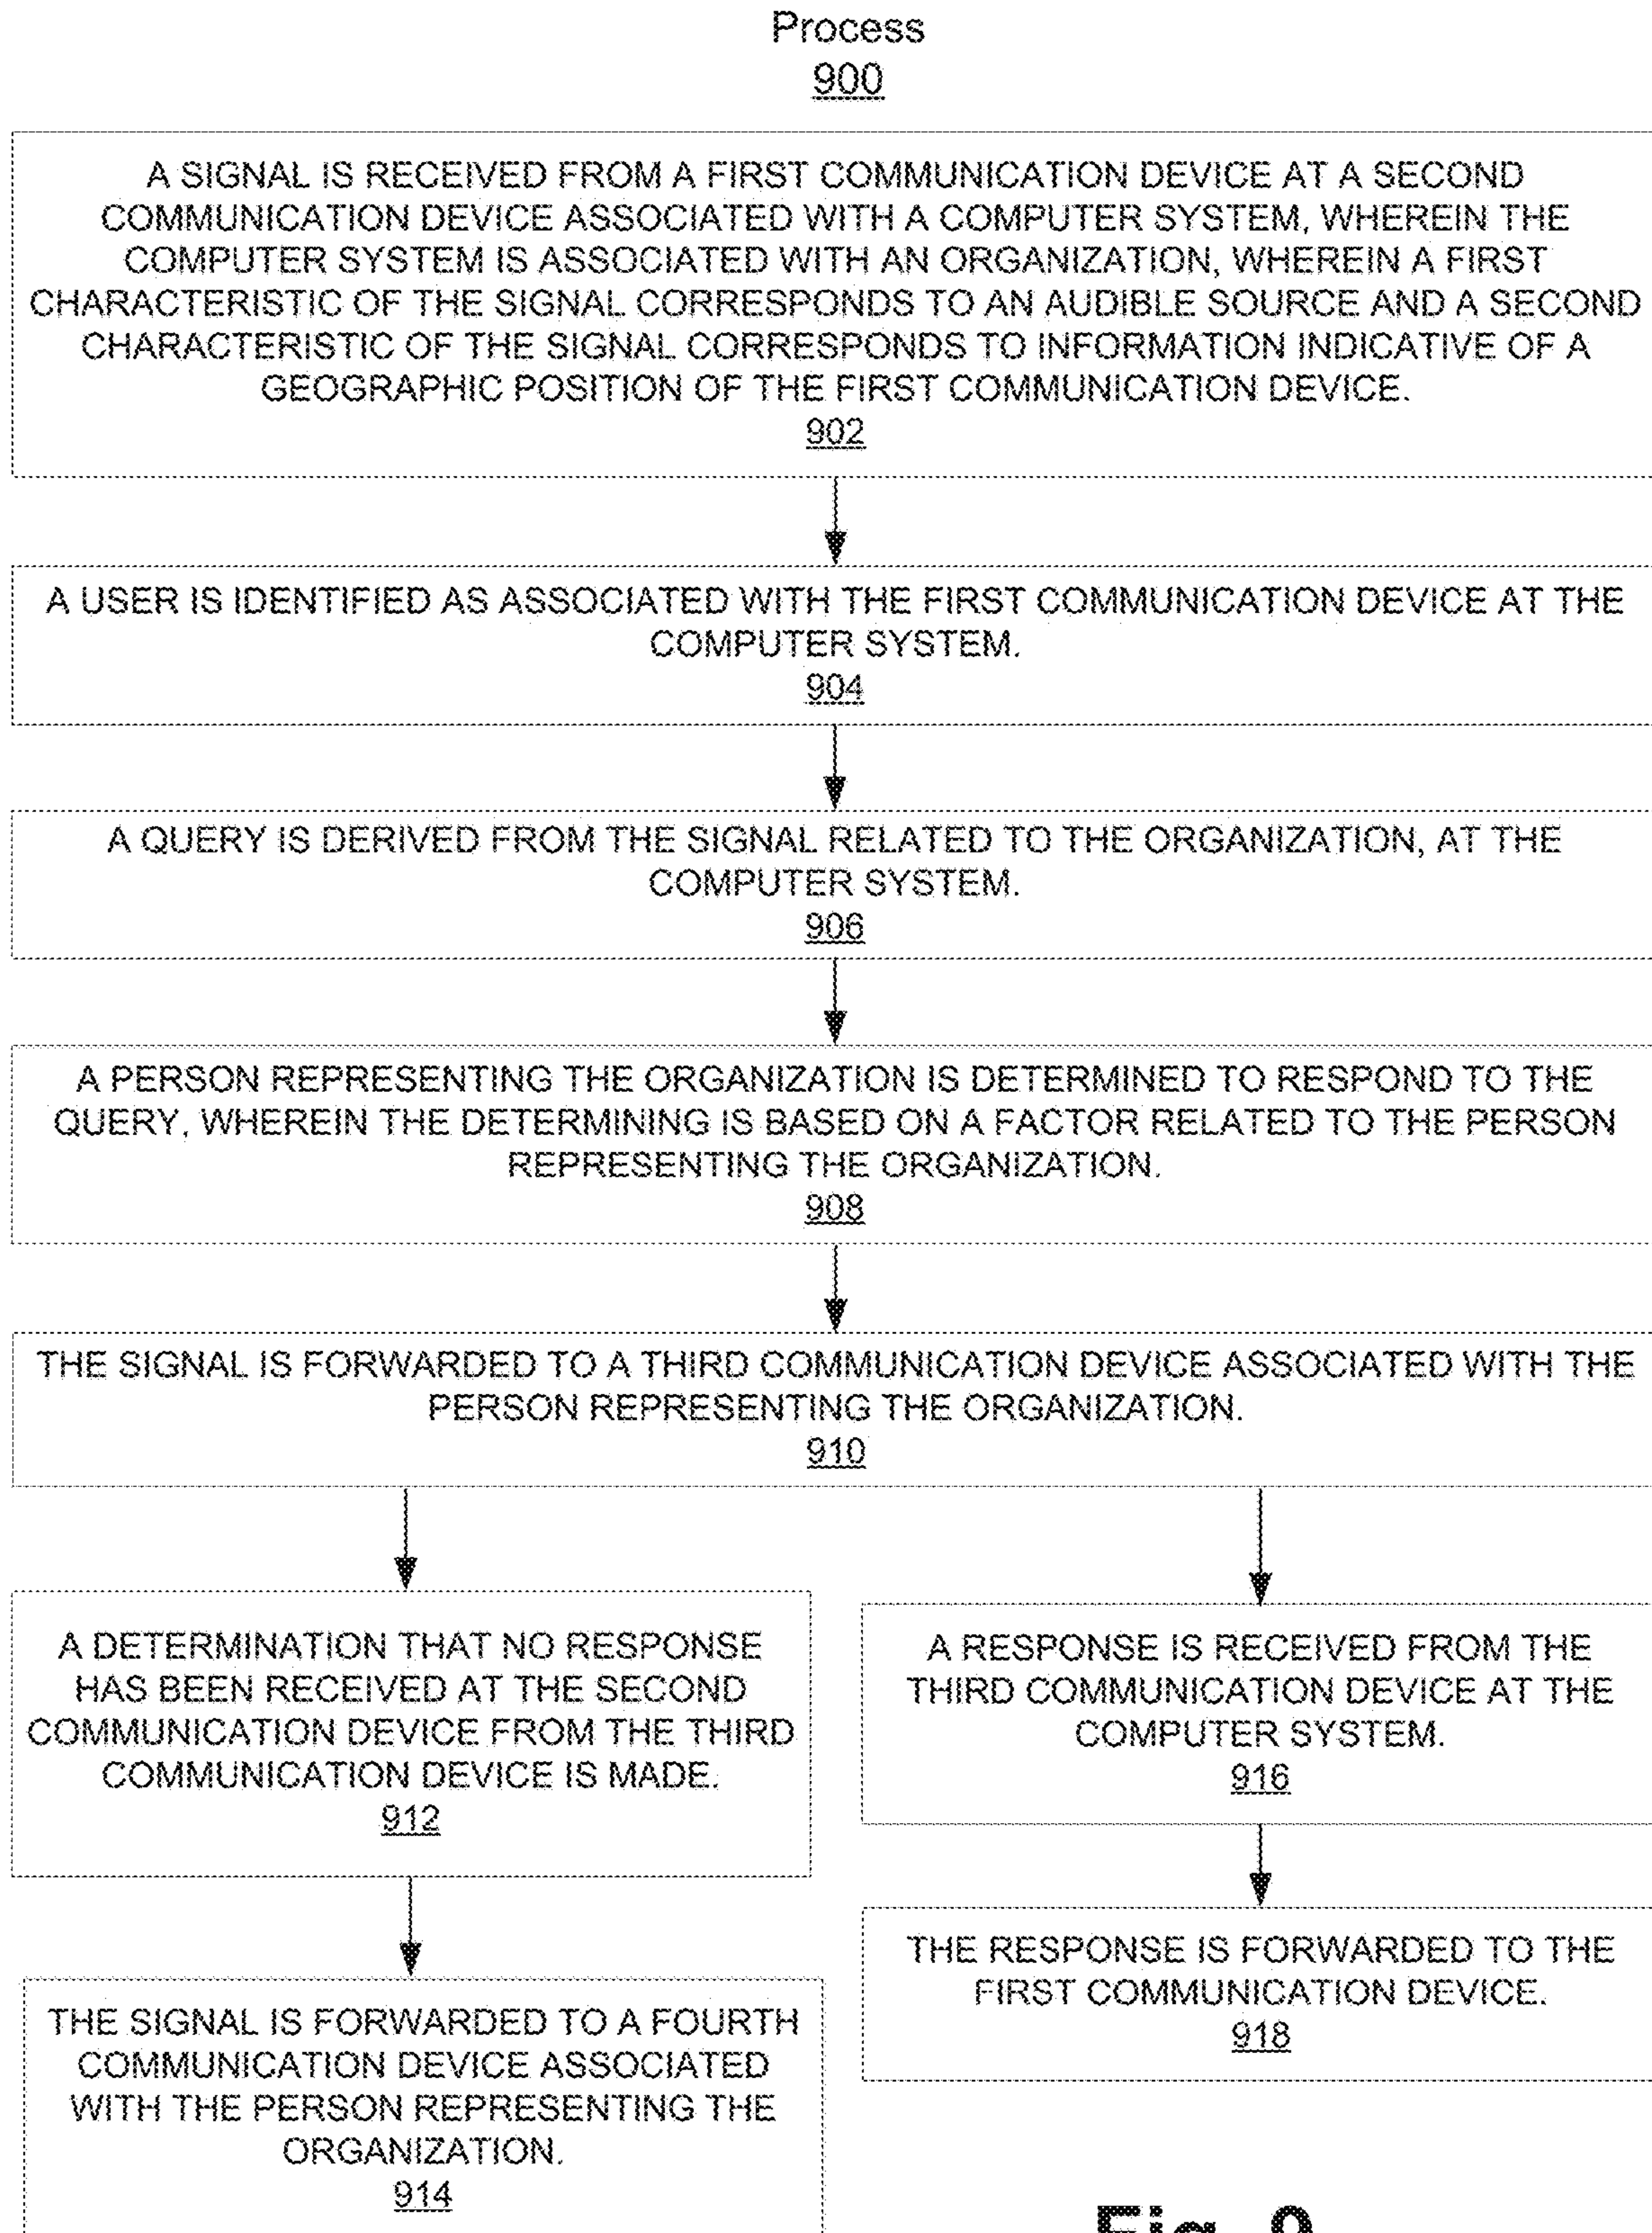 Process
900
A SIGNAL IS RECEIVED FROM A FIRST COMMUNICATION DEVICE AT A SECOND
COMMUNICATION DEVICE ASSOCIATED WITH A COMPUTER SYSTEM, WHEREIN THE
COMPUTER SYSTEM IS ASSOCIATED WITH AN ORGANIZATION, WHEREIN A FIRST
CHARACTERISTIC OF THE SIGNAL CORRESPONDS TO AN AUDIBLE SOURCE AND A SECOND
CHARACTERISTIC OF THE SIGNAL CORRESPONDS TO INFORMATION INDICATIVE OF A
GEOGRAPHIC POSITION OF THE FIRST COMMUNICATION DEVICE.
902
A USER IS IDENTIFIED AS ASSOCIATED WITH THE FIRST COMMUNICATION DEVICE AT THE
COMPUTER SYSTEM.
904
A QUERY IS DERIVED FROM THE SIGNAL RELATED TO THE ORGANIZATION, AT THE
COMPUTER SYSTEM.
906
A PERSON REPRESENTING THE ORGANIZATION IS DETERMINED TO RESPOND TO THE
QUERY, WHEREIN THE DETERMINING IS BASED ON A FACTOR RELATED TO THE PERSON
REPRESENTING THE ORGANIZATION.
908
THE SIGNAL IS FORWARDED TO A THIRD COMMUNICATION DEVICE ASSOCIATED WITH THE
PERSON REPRESENTING THE ORGANIZATION.
910
A DETERMINATION THAT NO RESPONSE
HAS BEEN RECEIVED AT THE SECOND
COMMUNICATION DEVICE FROM THE THIRD
COMMUNICATION DEVICE IS MADE.
912
THE SIGNAL IS FORWARDED TO A FOURTH
COMMUNICATION DEVICE ASSOCIATED
WITH THE PERSON REPRESENTING THE
ORGANIZATION.
914
A RESPONSE IS RECEIVED FROM THE
THIRD COMMUNICATION DEVICE AT THE
COMPUTER SYSTEM.
916
THE RESPONSE IS FORWARDED TO THE
FIRST COMMUNICATION DEVICE.
918
Fig. 9